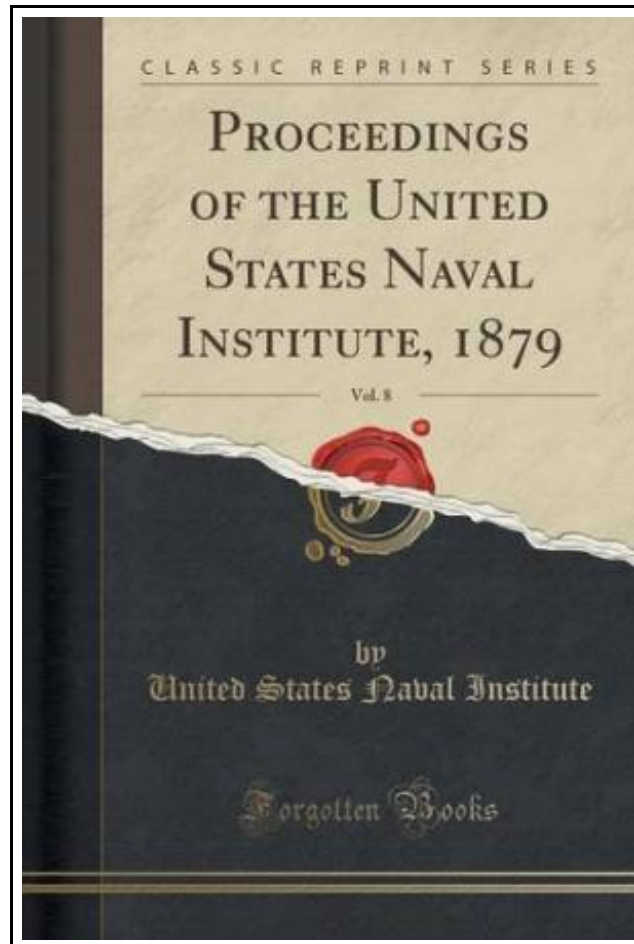 CLASSIC REPRINT SERIES
PROCEEDINGS
OF THE UNITED
STATES NAVAL
INSTITUTE, 1879
Vol. 8
F
by
United States Naval Institute
Forgotten Books